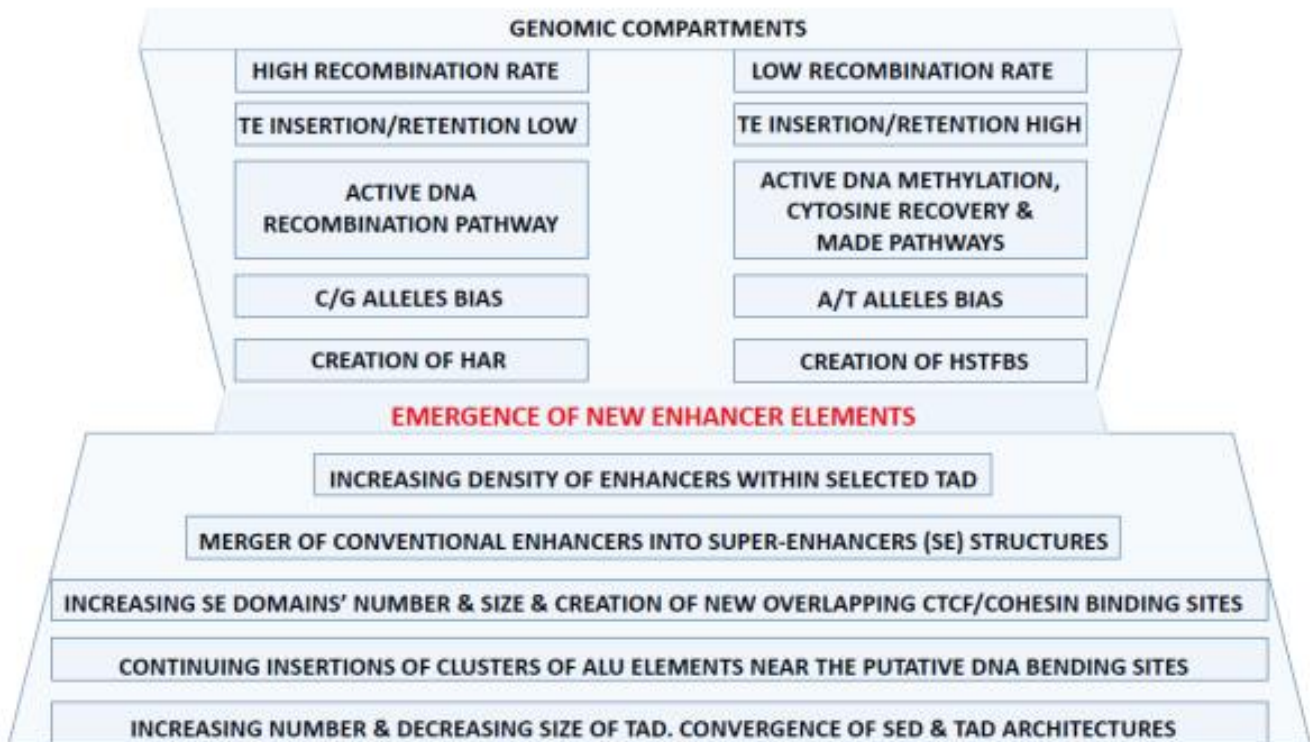 GENOMIC COMPARTMENTS
HIGH RECOMBINATION RATE
TE INSERTION/RETENTION LOW
ACTIVE DNA
RECOMBINATION PATHWAY
C/G ALLELES BIAS
CREATION OF HAR
LOW RECOMBINATION RATE
TE INSERTION/RETENTION HIGH
ACTIVE DNA METHYLATION,
CYTOSINE RECOVERY &
MADE PATHWAYS
A/T ALLELES BIAS
CREATION OF HSTFBS
EMERGENCE OF NEW ENHANCER ELEMENTS
INCREASING DENSITY OF ENHANCERS WITHIN SELECTED TAD
MERGER OF CONVENTIONAL ENHANCERS INTO SUPER-ENHANCERS (SE) STRUCTURES
INCREASING SE DOMAINS' NUMBER & SIZE & CREATION OF NEW OVERLAPPING CTCF/COHESIN BINDING SITES
CONTINUING INSERTIONS OF CLUSTERS OF ALU ELEMENTS NEAR THE PUTATIVE DNA BENDING SITES
INCREASING NUMBER & DECREASING SIZE OF TAD. CONVERGENCE OF SED & TAD ARCHITECTURES